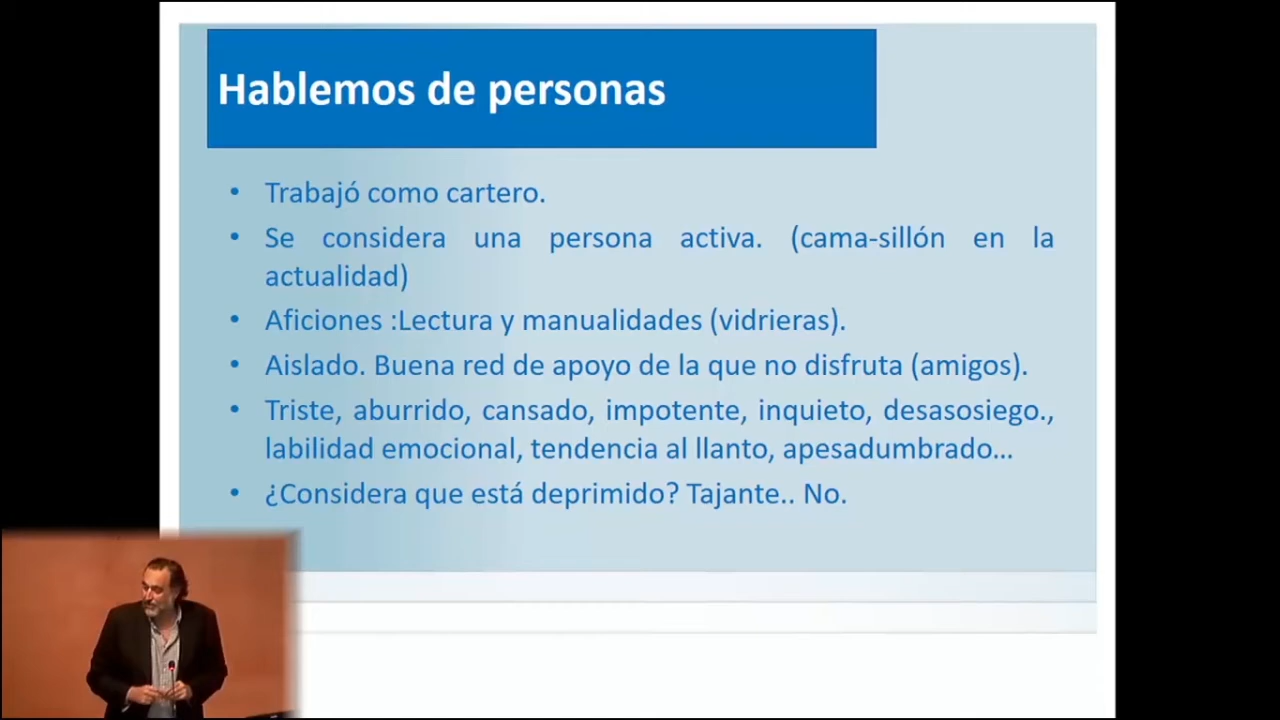 Hablemos de personas
• Trabajó como cartero.
• Se considera una persona activa. (cama-sillón en la
actualidad)
• Aficiones :Lectura y manualidades (vidrieras).
• Aislado. Buena red de apoyo de la que no disfruta (amigos).
• Triste, aburrido, cansado, impotente, inquieto, desasosiego.,
labilidad emocional, tendencia al llanto, apesadumbrado...
• ¿Considera que está deprimido? Tajante.. No.